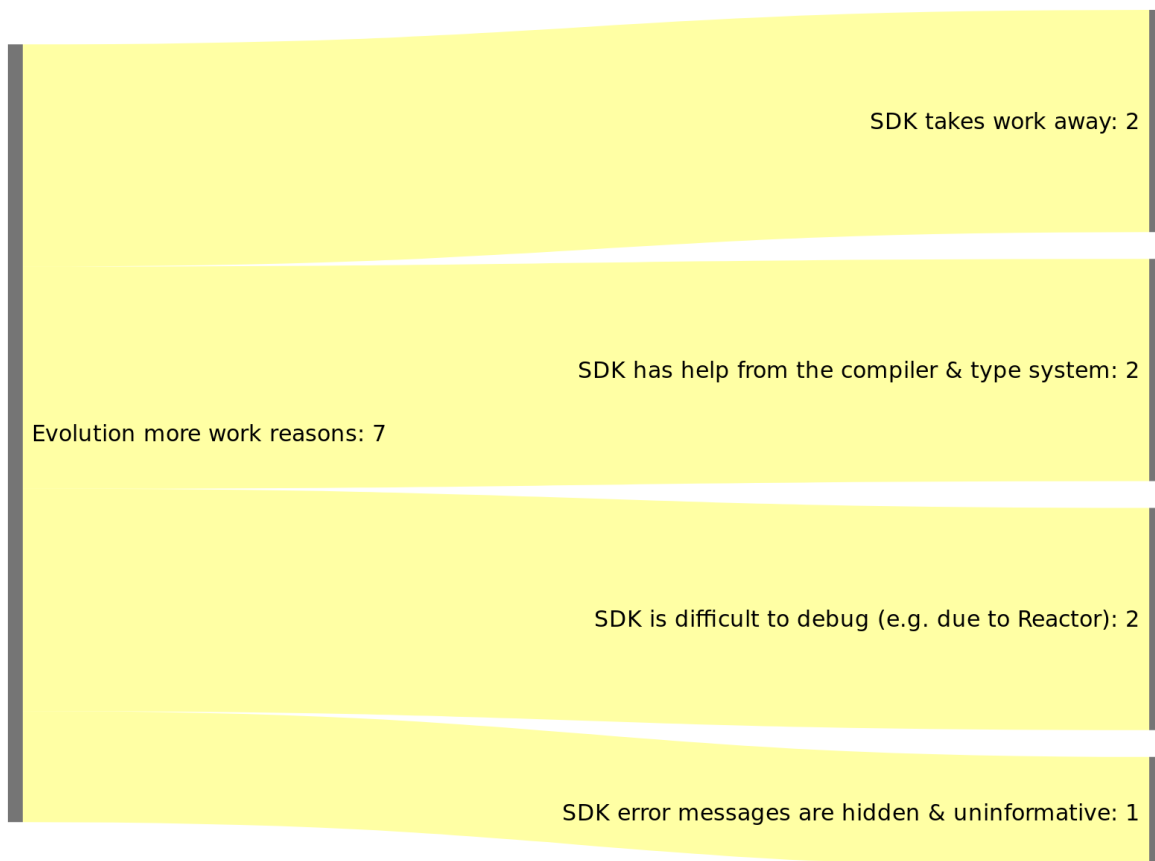 SDK takes work away: 2
SDK has help from the compiler & type system: 2
Evolution more work reasons: 7
SDK is difficult to debug (e.g. due to Reactor): 2
SDK error messages are hidden & uninformative: 1